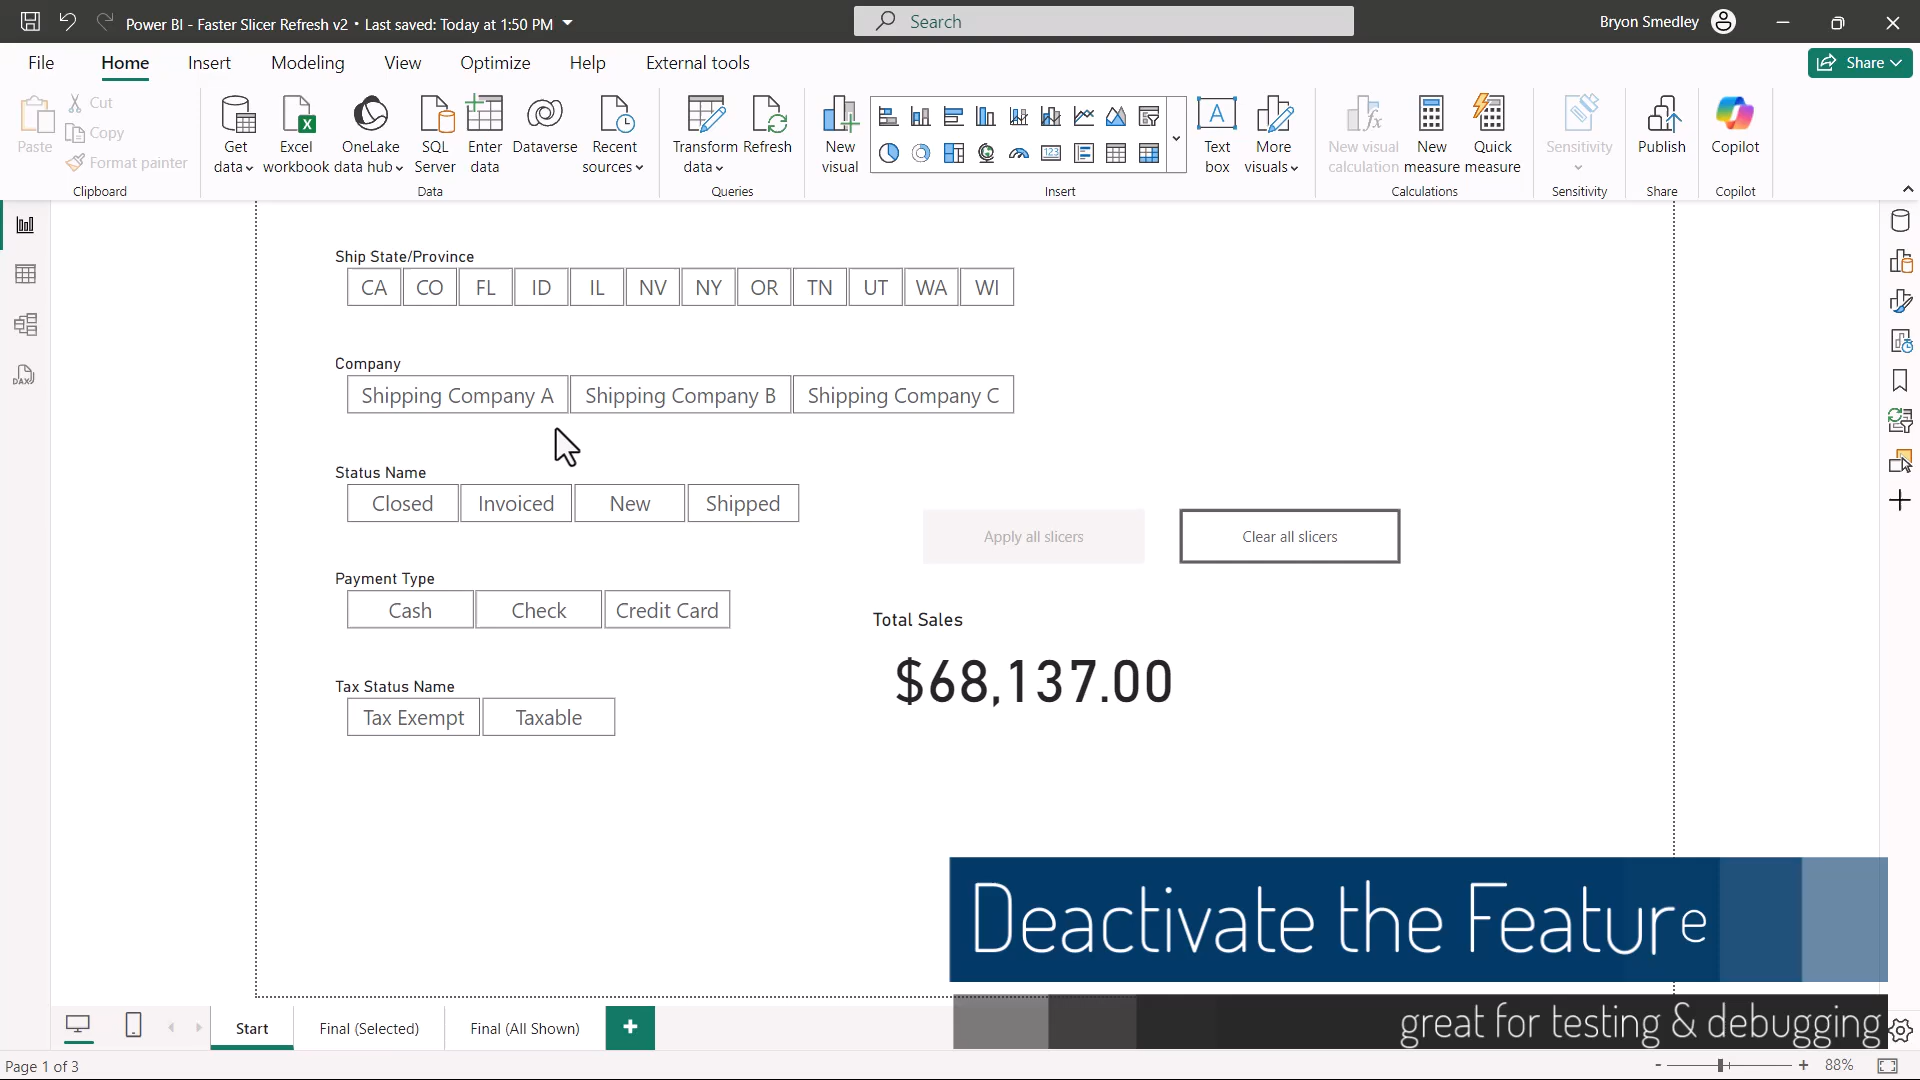 Power BI - Faster Slicer Refresh v2 • Last saved: Today at 1:50 PM
Search
Bryon Smedley
File Home Insert Modeling View Optimize Help External tools
Share
Paste
Cut
Copy
Format painter
Clipboard
Get data
Excel workbook
OneLake data hub
SQL Server
Enter data
Dataverse
Recent sources
Data
Transform data
Refresh
Queries
New visual
Text box
More visuals
Insert
New visual calculation
New measure
Quick measure
Calculations
Sensitivity
Sensitivity
Publish
Share
Copilot
Copilot
Ship State/Province
CA CO FL ID IL NV NY OR TN UT WA WI
Company
Shipping Company A Shipping Company B Shipping Company C
Status Name
Closed Invoiced New Shipped
Apply all slicers Clear all slicers
Payment Type
Cash Check Credit Card
Total Sales
$68,137.00
Tax Status Name
Tax Exempt Taxable
Deactivate the Feature
great for testing & debugging
Start Final (Selected) Final (All Shown) +
Page 1 of 3
- + 88%